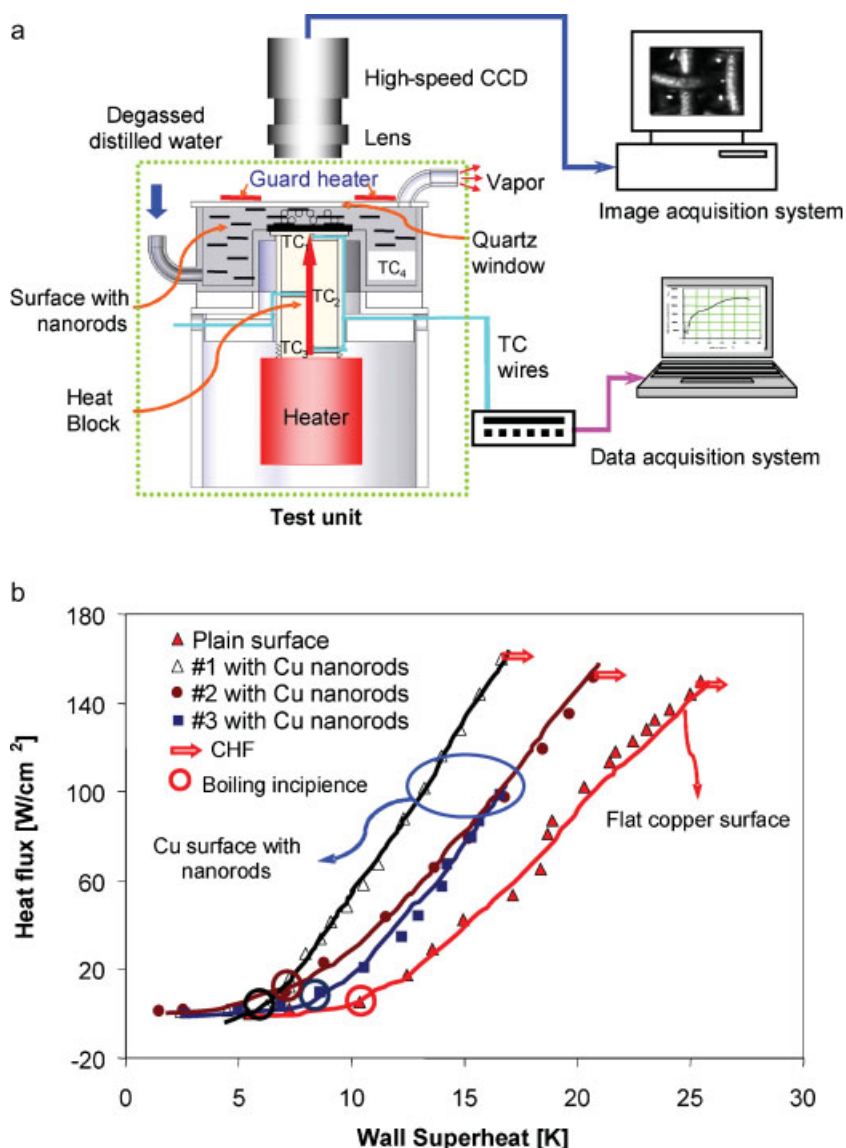 a
High-speed CCD
Degassed
distilled water
Lens
Guard heater
Vapor
Image acquisition system
Quartz
window
TC
TC4
Surface with
nanorods
TC2
TC3
TC
wires
Heat
Block
Heater
Data acquisition system
Test unit
b
180
140
100
60
20
-20
Heat flux [W/cm 2]
Plain surface
#1 with Cu nanorods
#2 with Cu nanorods
#3 with Cu nanorods
CHF
Boiling incipience
Cu surface with
nanorods
Flat copper surface
0 5 10 15 20 25 30
Wall Superheat [K]